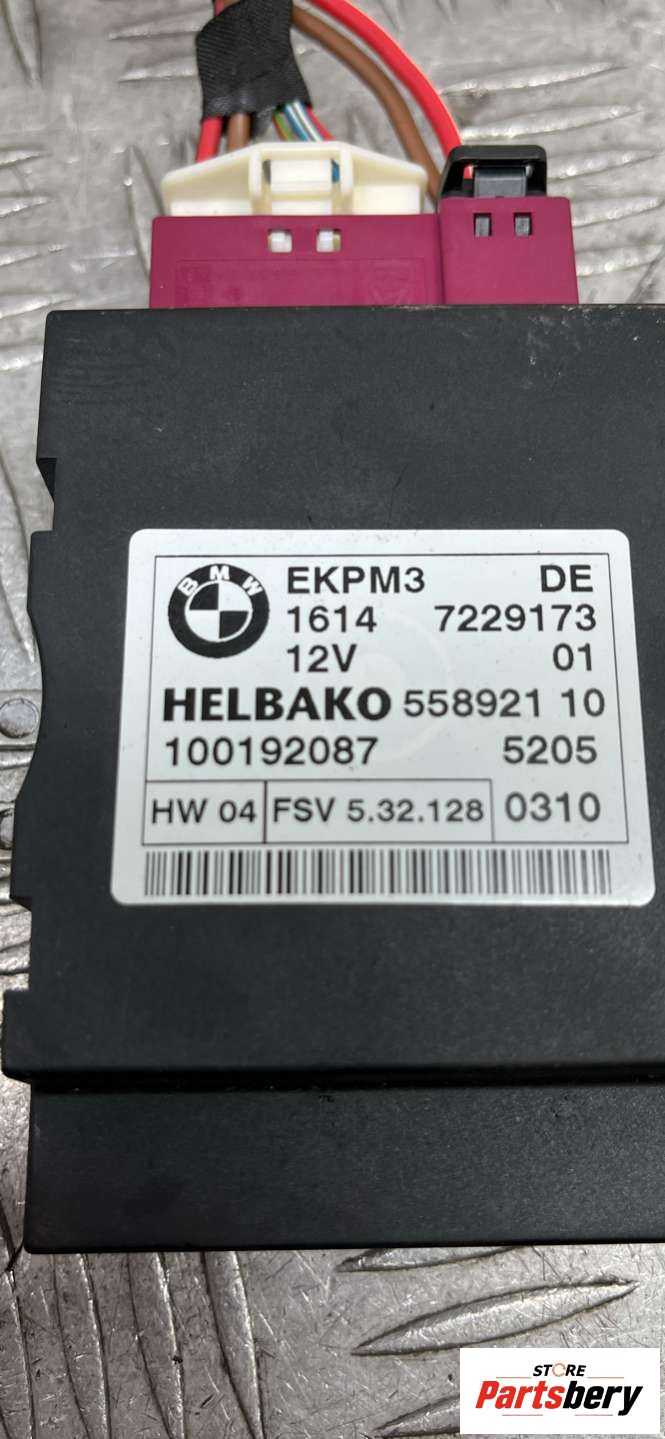 BMW
EKPM3 DE
1614 7229173
12V 01
HELBAKO 558921 10
100192087 5205
HW 04 FSV 5.32.128 0310
STORE
Partsbery